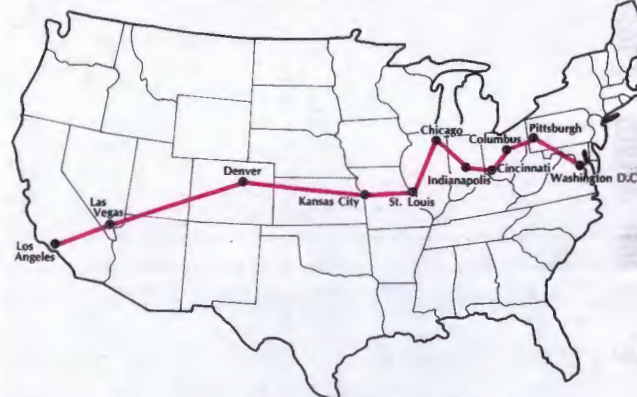 Chicago
Columbus
Pittsburgh
Indianapolis
Cincinnati
Washington D.C
Denver
Kansas City
St. Louis
Las
Vegas
Los
Angeles